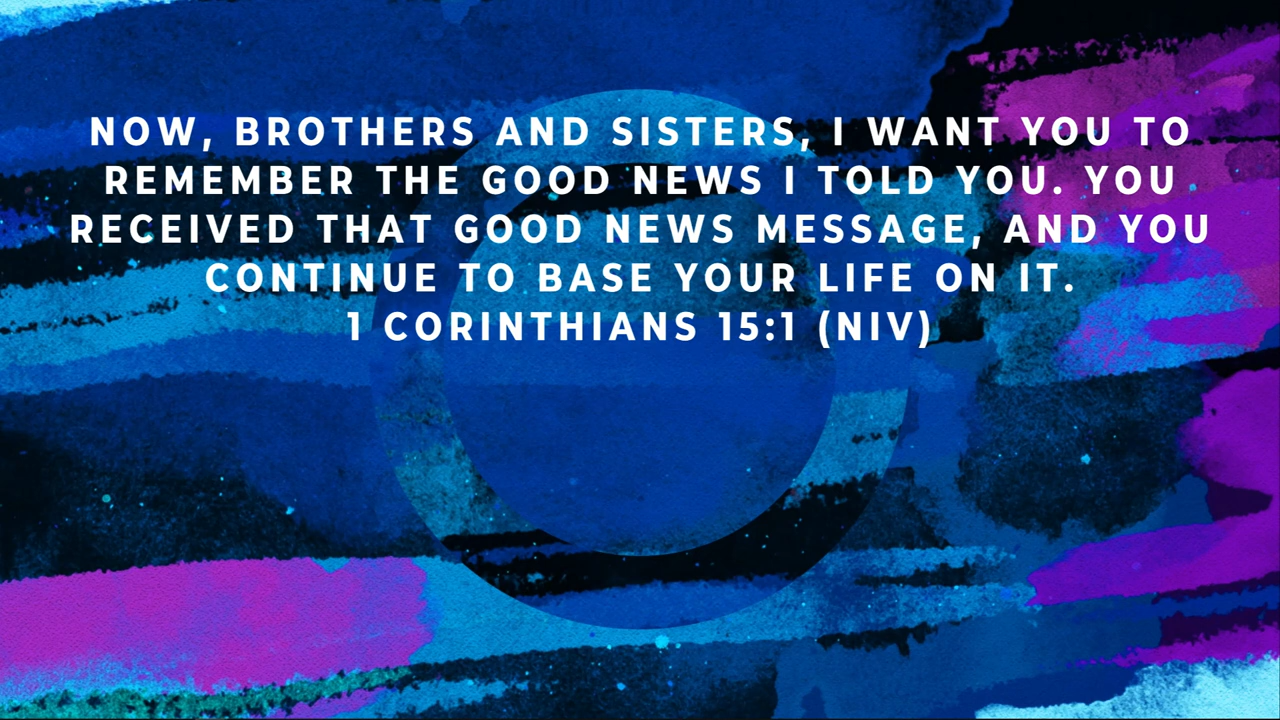 NOW, BROTHERS AND SISTERS, I WANT YOU TO
REMEMBER THE GOOD NEWS I TOLD YOU. YOU
RECEIVED THAT GOOD NEWS MESSAGE, AND YOU
CONTINUE TO BASE YOUR LIFE ON IT.
1 CORINTHIANS 15:1 (NIV)